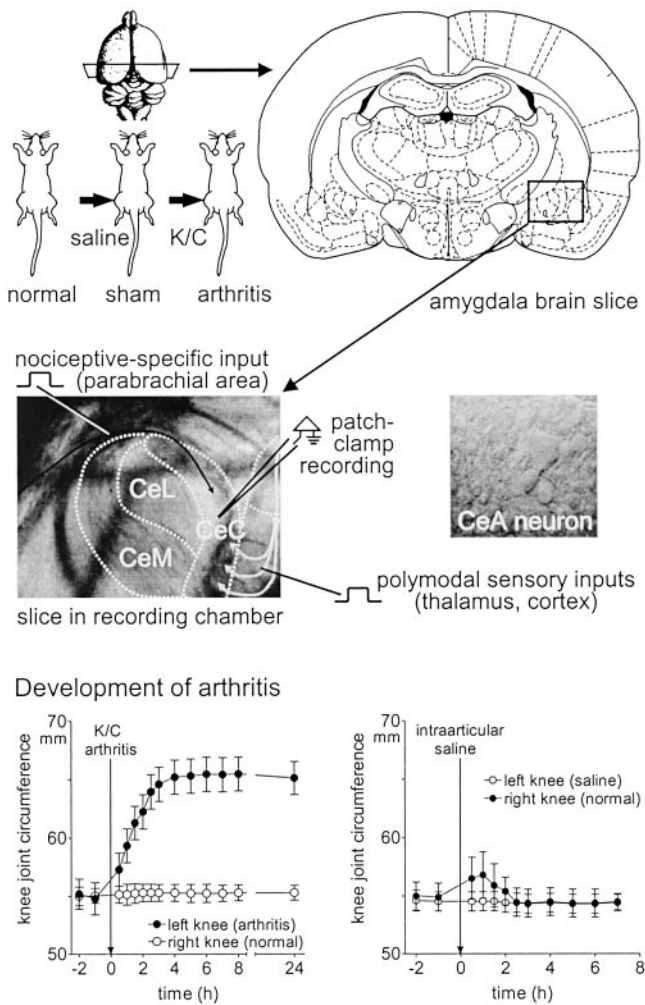 saline
K/C
normal
sham
arthritis
amygdala brain slice
nociceptive-specific input
(parabrachial area)
patch-
clamp
recording
CeL
CeC
CeM
CeA neuron
polymodal sensory inputs
(thalamus, cortex)
slice in recording chamber
Development of arthritis
70
mm
60
50
knee joint circumference
K/C
arthritis
left knee (arthritis)
right knee (normal)
-2 0 2 4 6 8 24
time (h)
70
mm
60
50
knee joint circumference
intraarticular
saline
left knee (saline)
right knee (normal)
-2 0 2 4 6 8
time (h)